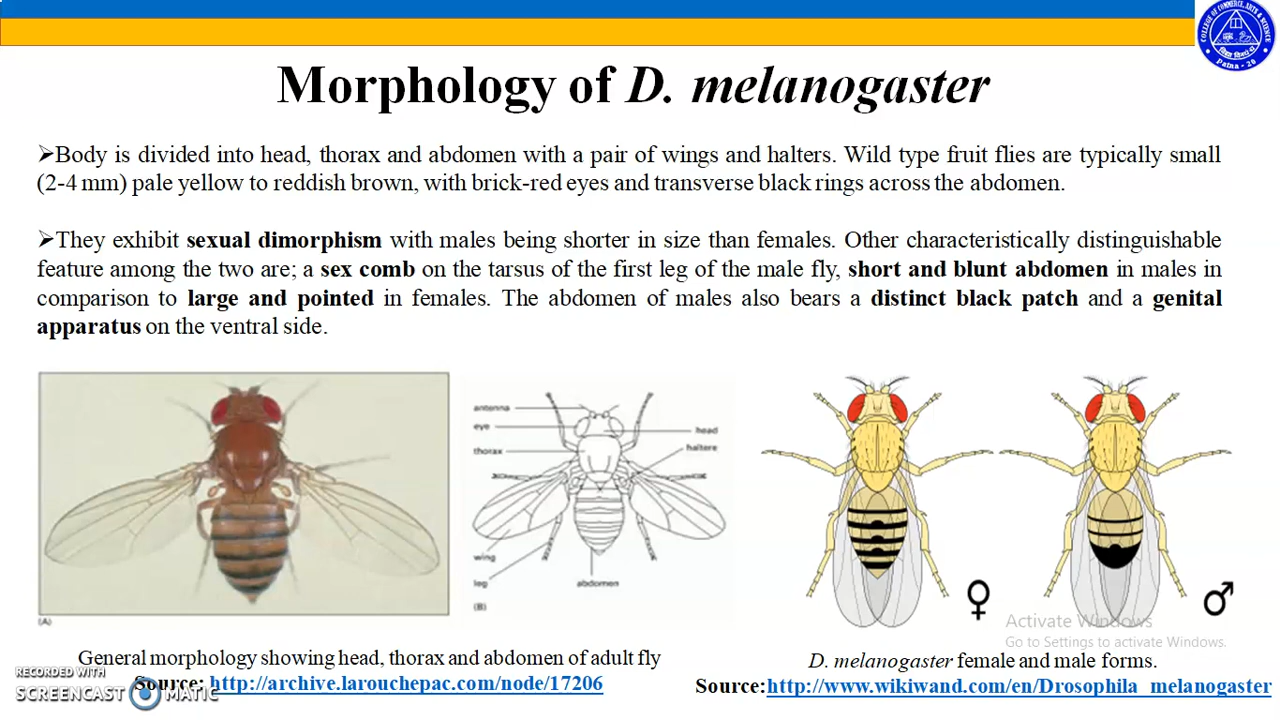 COLLEGE OF COMMERCE, ARTS & SCIENCE
Patna - 20
Morphology of D. melanogaster
➢Body is divided into head, thorax and abdomen with a pair of wings and halters. Wild type fruit flies are typically small
(2-4 mm) pale yellow to reddish brown, with brick-red eyes and transverse black rings across the abdomen.
➢They exhibit sexual dimorphism with males being shorter in size than females. Other characteristically distinguishable
feature among the two are; a sex comb on the tarsus of the first leg of the male fly, short and blunt abdomen in males in
comparison to large and pointed in females. The abdomen of males also bears a distinct black patch and a genital
apparatus on the ventral side.
(A)
antenna
eye
head
thorax
haltere
wing
leg
abdomen
(B)
♀
♂
Activate Windows
Go to Settings to activate Windows.
General morphology showing head, thorax and abdomen of adult fly
Source: http://archive.larouchepac.com/node/17206
D. melanogaster female and male forms.
Source:http://www.wikiwand.com/en/Drosophila_melanogaster
RECORDED WITH
SCREENCAST MATIC